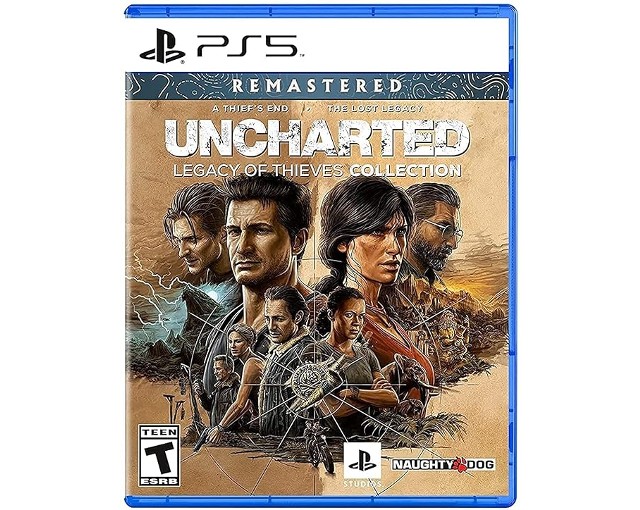 PS5
REMASTERED
A THIEF'S END THE LOST LEGACY
UNCHARTED
LEGACY OF THIEVES COLLECTION
TEEN
T
ESRB
STUDIOS
NAUGHTY DOG